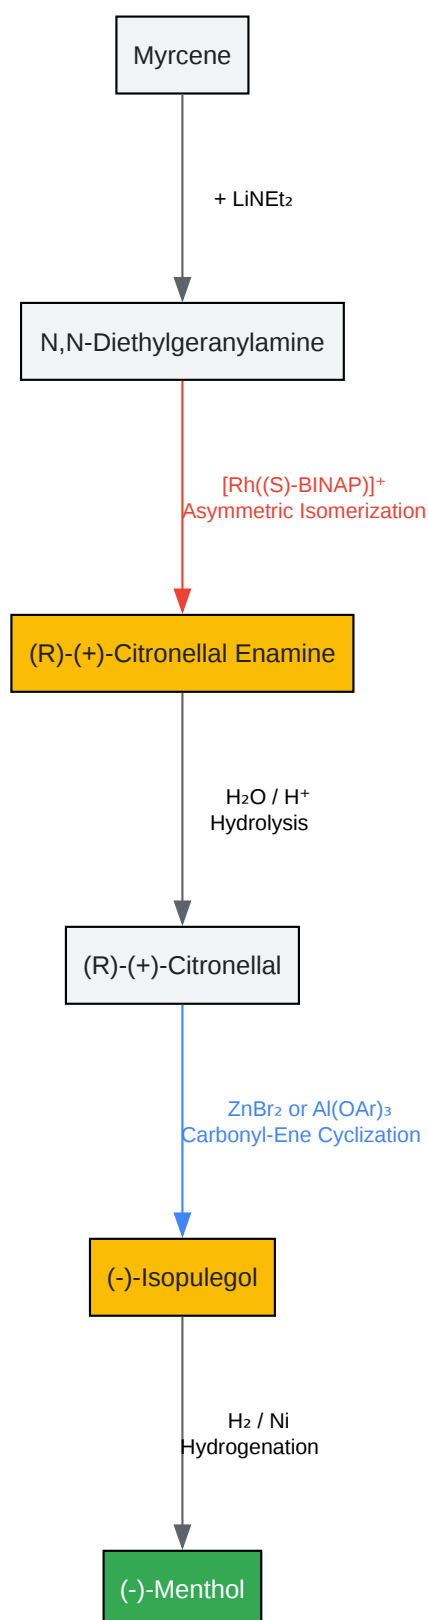 Myrcene
+ LiNEt₂
N,N-Diethylgeranylamine
[Rh((S)-BINAP)]⁺
Asymmetric Isomerization
(R)-(+)-Citronellal Enamine
H₂O / H⁺
Hydrolysis
(R)-(+)-Citronellal
ZnBr₂ or Al(OAr)₃
Carbonyl-Ene Cyclization
(-)-Isopulegol
H₂ / Ni
Hydrogenation
(-)-Menthol